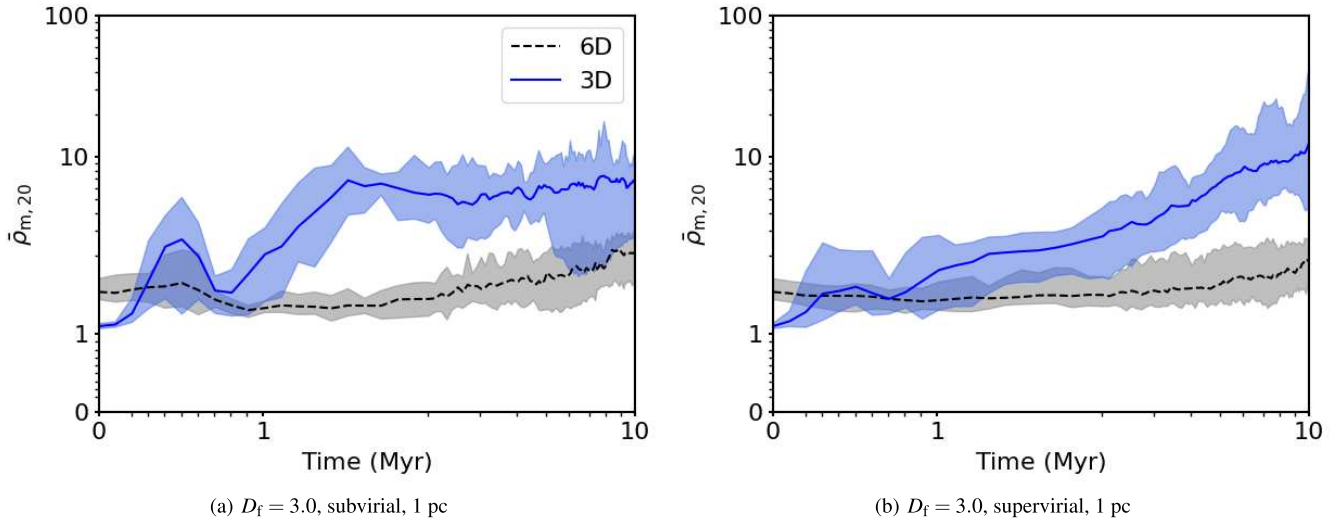 100
10
1
0
ρ̄m, 20
6D
3D
0 1 10
Time (Myr)
(a) Df = 3.0, subvirial, 1 pc
100
10
1
0
ρ̄m, 20
0 1 10
Time (Myr)
(b) Df = 3.0, supervirial, 1 pc